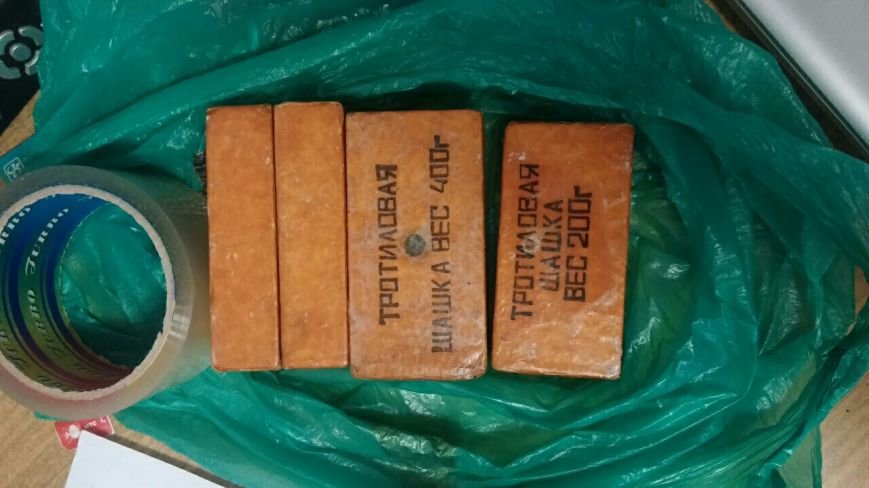 ТРОТИЛОВАЯ
ШАШКА ВЕС 400г
ТРОТИЛОВАЯ
ШАШКА
ВЕС 200г